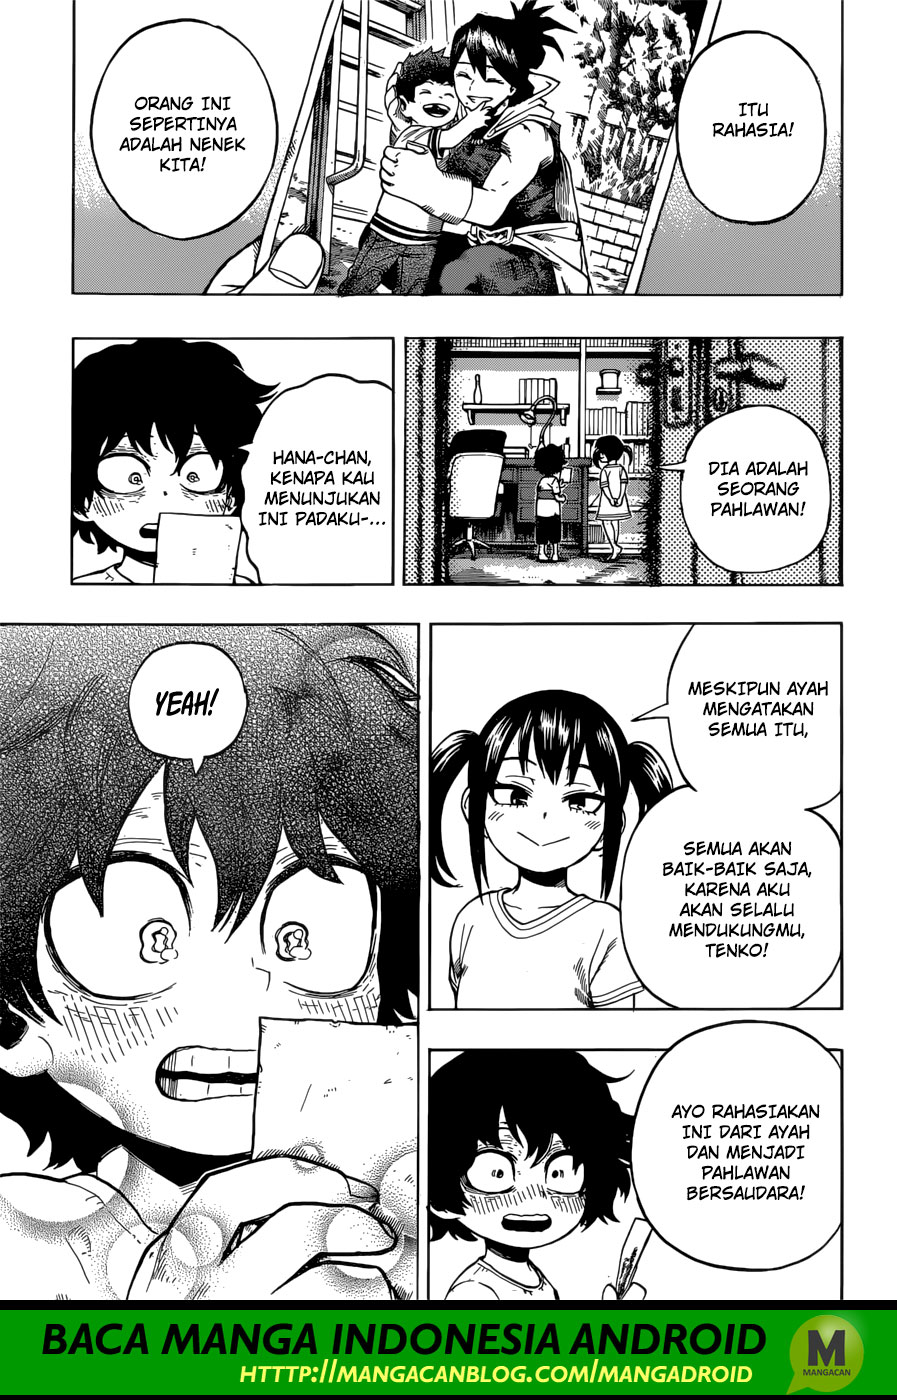 ITU
RAHASIA!
ORANG INI
SEPERTINYA
ADALAH NENEK
KITA!
DIA ADALAH
SEORANG
PAHLAWAN!
HANA-CHAN,
KENAPA KAU
MENUNJUKAN
INI PADAKU-...
MESKIPUN AYAH
MENGATAKAN
SEMUA ITU,
SEMUA AKAN
BAIK-BAIK SAJA,
KARENA AKU
AKAN SELALU
MENDUKUNGMU,
TENKO!
AYO RAHASIAKAN
INI DARI AYAH
DAN MENJADI
PAHLAWAN
BERSAUDARA!
YEAH!
BACA MANGA INDONESIA ANDROID
HTTTP://MANGACANBLOG.COM/MANGADROID
M
MANGACAN